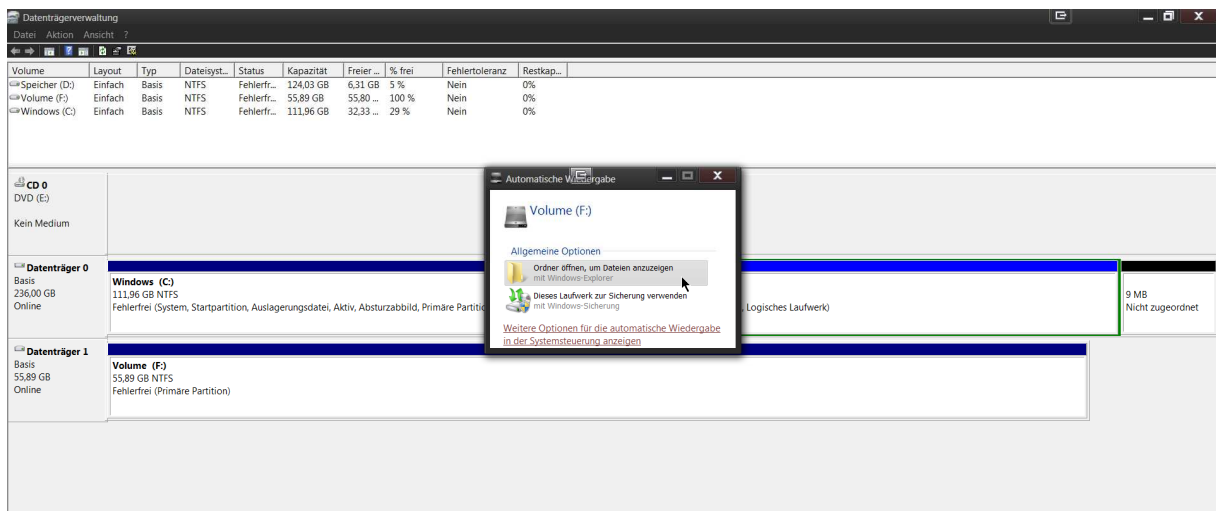 Datenträgerverwaltung
Datei Aktion Ansicht ?
Volume Layout Typ Dateisyst... Status Kapazität Freier ... % frei Fehlertoleranz Restkap...
Speicher (D:) Einfach Basis NTFS Fehlerfr... 124,03 GB 6,31 GB 5 % Nein 0%
Volume (F:) Einfach Basis NTFS Fehlerfr... 55,89 GB 55,80 ... 100 % Nein 0%
Windows (C:) Einfach Basis NTFS Fehlerfr... 111,96 GB 32,33 ... 29 % Nein 0%
CD 0
DVD (E:)
Kein Medium
Automatische
Volume (F:)
Allgemeine Optionen
Ordner öffnen, um Dateien anzuzeigen
mit Windows-Explorer
Dieses Laufwerk zur Sicherung verwenden
mit Windows-Sicherung
Weitere Optionen für die automatische Wiedergabe
in der Systemsteuerung anzeigen
Datenträger 0
Basis
236,00 GB
Online
Windows (C:)
111,96 GB NTFS
Fehlerfrei (System, Startpartition, Auslagerungsdatei, Aktiv, Absturzabbild, Primäre
, Logisches Laufwerk)
9 MB
Nicht zugeordnet
Datenträger 1
Basis
55,89 GB
Online
Volume (F:)
55,89 GB NTFS
Fehlerfrei (Primäre Partition)